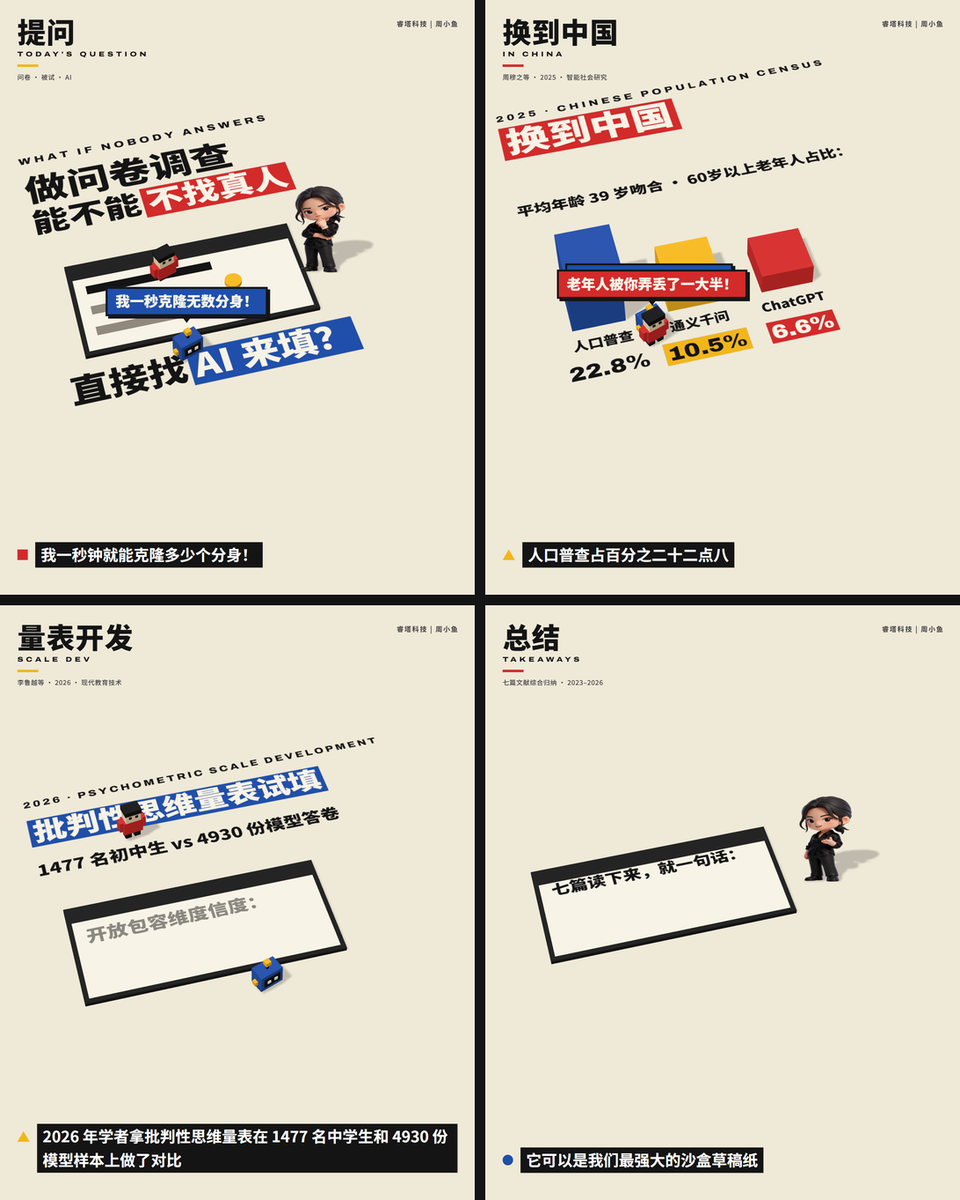 提问
TODAY'S QUESTION
问卷 • 被试 • AI
睿塔科技 | 周小鱼
WHAT IF NOBODY ANSWERS
做问卷调查
能不能 不找真人
我一秒克隆无数分身！
直接找 AI 来填？
我一秒钟就能克隆多少个分身！
换到中国
IN CHINA
周穆之等 • 2025 • 智能社会研究
睿塔科技 | 周小鱼
2025 · CHINESE POPULATION CENSUS
换到中国
平均年龄 39 岁吻合 · 60岁以上老年人占比：
老年人被你弄丢了一大半！
人口普查 通义千问 ChatGPT
22.8% 10.5% 6.6%
人口普查占百分之二十二点八
量表开发
SCALE DEV
李鲁越等 • 2026 • 现代教育技术
睿塔科技 | 周小鱼
2026 · PSYCHOMETRIC SCALE DEVELOPMENT
批判性思维量表试填
1477 名初中生 vs 4930 份模型答卷
开放包容维度信度：
2026 年学者拿批判性思维量表在 1477 名中学生和 4930 份
模型样本上做了对比
总结
TAKEAWAYS
七篇文献综合归纳 • 2023–2026
睿塔科技 | 周小鱼
七篇读下来，就一句话：
它可以是我们最强大的沙盒草稿纸